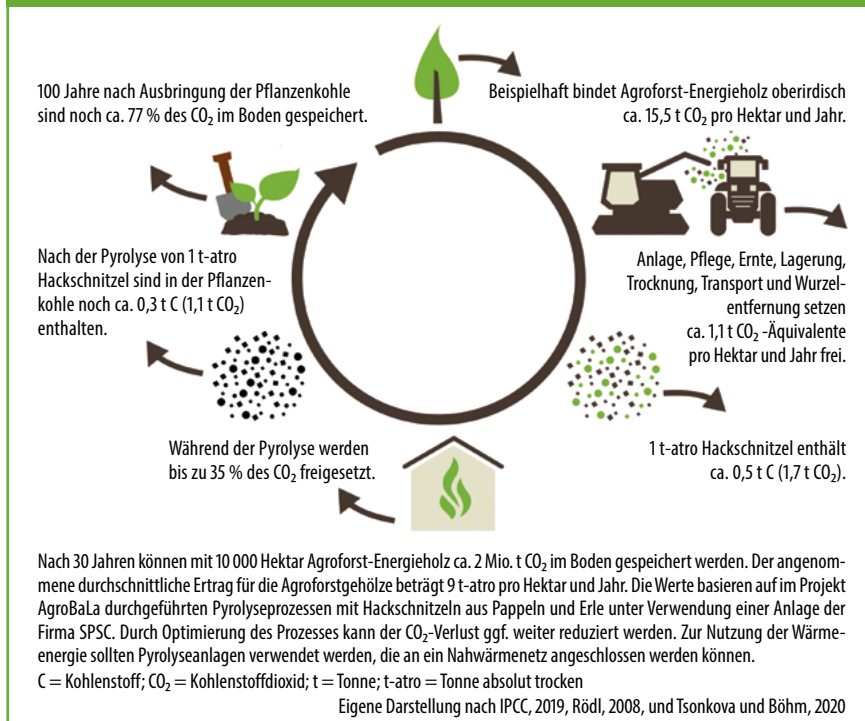 100 Jahre nach Ausbringung der Pflanzenkohle
sind noch ca. 77 % des CO₂ im Boden gespeichert.
Beispielhaft bindet Agroforst-Energieholz oberirdisch
ca. 15,5 t CO₂ pro Hektar und Jahr.
Nach der Pyrolyse von 1 t-atro
Hackschnitzel sind in der Pflanzen-
kohle noch ca. 0,3 t C (1,1 t CO₂)
enthalten.
Anlage, Pflege, Ernte, Lagerung,
Trocknung, Transport und Wurzel-
entfernung setzen
ca. 1,1 t CO₂ -Äquivalente
pro Hektar und Jahr frei.
Während der Pyrolyse werden
bis zu 35 % des CO₂ freigesetzt.
1 t-atro Hackschnitzel enthält
ca. 0,5 t C (1,7 t CO₂).
Nach 30 Jahren können mit 10 000 Hektar Agroforst-Energieholz ca. 2 Mio. t CO₂ im Boden gespeichert werden. Der angenom-
mene durchschnittliche Ertrag für die Agroforstgehölze beträgt 9 t-atro pro Hektar und Jahr. Die Werte basieren auf im Projekt
AgroBaLa durchgeführten Pyrolyseprozessen mit Hackschnitzeln aus Pappeln und Erle unter Verwendung einer Anlage der
Firma SPSC. Durch Optimierung des Prozesses kann der CO₂-Verlust ggf. weiter reduziert werden. Zur Nutzung der Wärme-
energie sollten Pyrolyseanlagen verwendet werden, die an ein Nahwärmenetz angeschlossen werden können.
C = Kohlenstoff; CO₂ = Kohlenstoffdioxid; t = Tonne; t-atro = Tonne absolut trocken
Eigene Darstellung nach IPCC, 2019, Rödl, 2008, und Tsonkova und Böhm, 2020